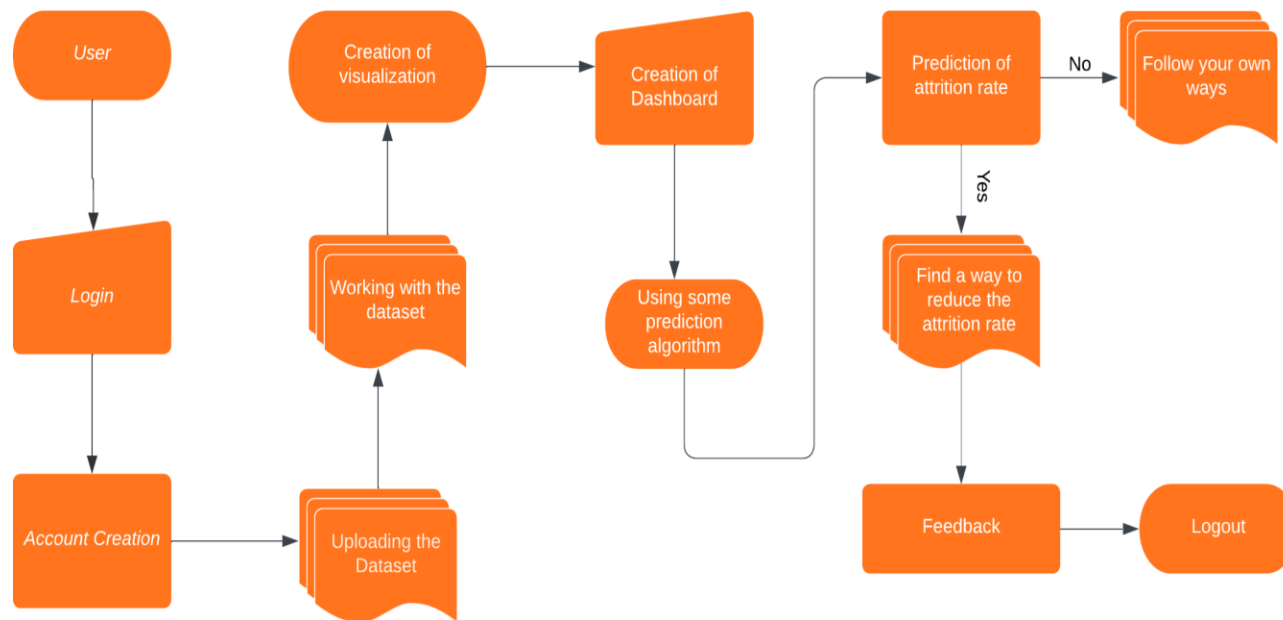 User
Login
Account Creation
Uploading the
Dataset
Working with the
dataset
Creation of
visualization
Creation of
Dashboard
Using some
prediction
algorithm
Prediction of
attrition rate
No
Follow your own
ways
Yes
Find a way to
reduce the
attrition rate
Feedback
Logout